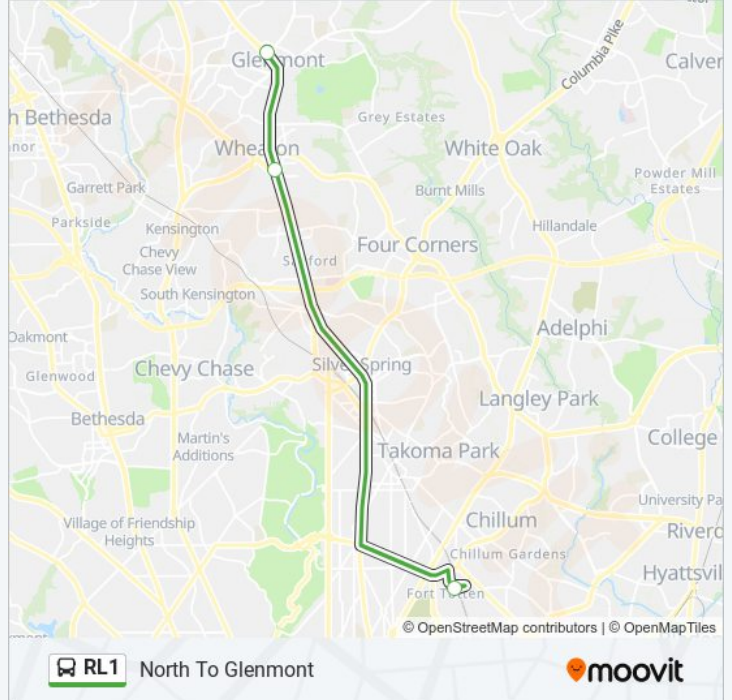 Glenmont
Columbia Pike
Calver
h Bethesda
Grey Estates
nor
Wheaton
White Oak
Powder Mill
Estates
Garrett Park
Burnt Mills
Parkside
Kensington
Hillandale
Chevy
Chase View
Four Corners
South Kensington
Oakmont
Adelphi
Glenwood
Chevy Chase
Silver Spring
Langley Park
Bethesda
Martin's
Additions
College
Takoma Park
University Pa
Village of Friendship
Heights
Chillum
Riverd
Chillum Gardens
Hyattsvil
Fort Totten
mont
© OpenStreetMap contributors | © OpenMapTiles
RL1 North To Glenmont
moovit